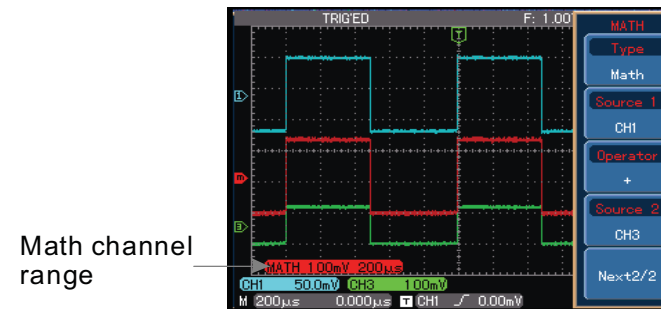 TRIG'ED F: 1.00
T
MATH
Type
Math
Source 1
CH1
Operator
+
Source 2
CH3
Next2/2
1
m
3
Math channel
range
MATH 100mV 200µs
CH1 50.0mV CH3 100mV
M 200µs 0.000µs T CH1 0.00mV